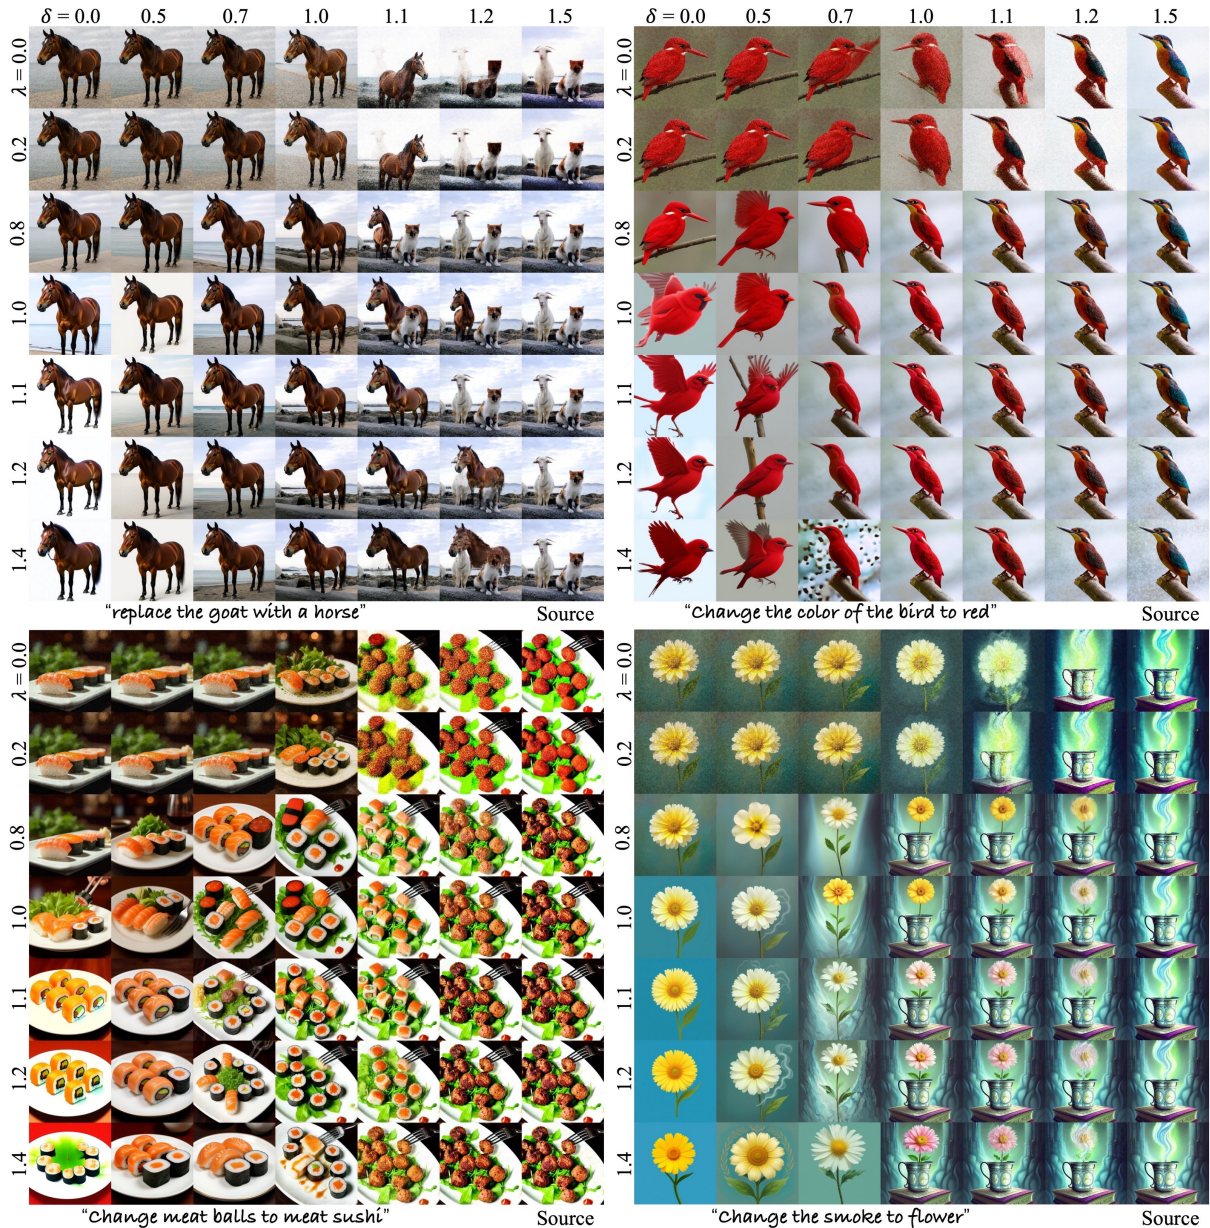 δ = 0.0 0.5 0.7 1.0 1.1 1.2 1.5 δ = 0.0 0.5 0.7 1.0 1.1 1.2 1.5
λ = 0.0 λ = 0.0
0.2 0.2
0.8 0.8
1.0 1.0
1.1 1.1
1.2 1.2
1.4 1.4
"replace the goat with a horse" Source "Change the color of the bird to red" Source
λ = 0.0 λ = 0.0
0.2 0.2
0.8 0.8
1.0 1.0
1.1 1.1
1.2 1.2
1.4 1.4
"Change meat balls to meat sushi" Source "Change the smoke to flower" Source